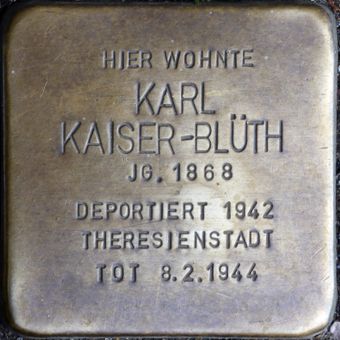 HIER WOHNTE
KARL
KAISER-BLÜTH
JG. 1868
DEPORTIERT 1942
THERESIENSTADT
TOT 8.2.1944